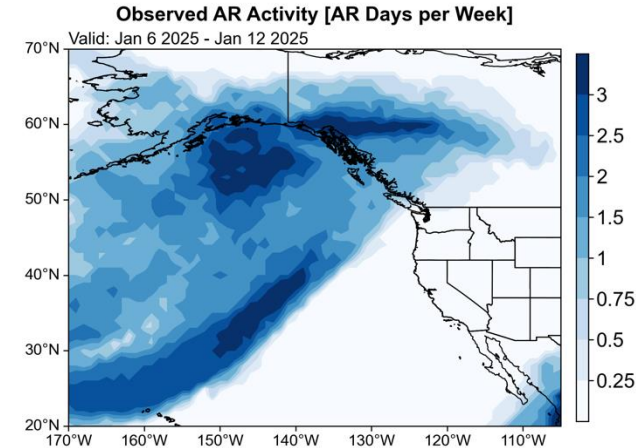 Observed AR Activity [AR Days per Week]
Valid: Jan 6 2025 - Jan 12 2025
70°N
60°N
50°N
40°N
30°N
20°N
170°W 160°W 150°W 140°W 130°W 120°W 110°W
3
2.5
2
1.5
1
0.75
0.5
0.25